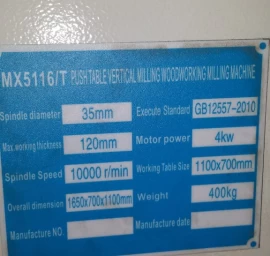 MX5116/T PUSH TABLE VERTICAL MILLING WOODWORKING MILLING MACHINE
Spindle diameter 35mm Execute Standard GB12557-2010
Max. working thickness 120mm Motor power 4kw
Spindle Speed 10000 r/min Working Table Size 1100x700mm
Overall dimension 1650x700x1100mm Weight 400kg
Manufacture NO. Manufacture date